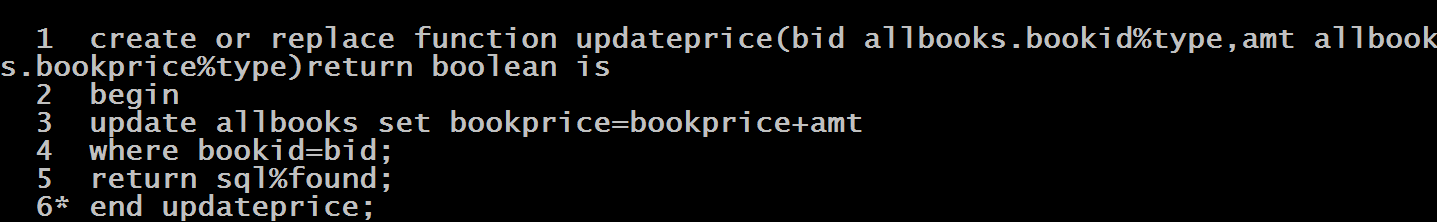 1 create or replace function updateprice(bid allbooks.bookid%type,amt allbook
s.bookprice%type)return boolean is
2 begin
3 update allbooks set bookprice=bookprice+amt
4 where bookid=bid;
5 return sql%found;
6* end updateprice;